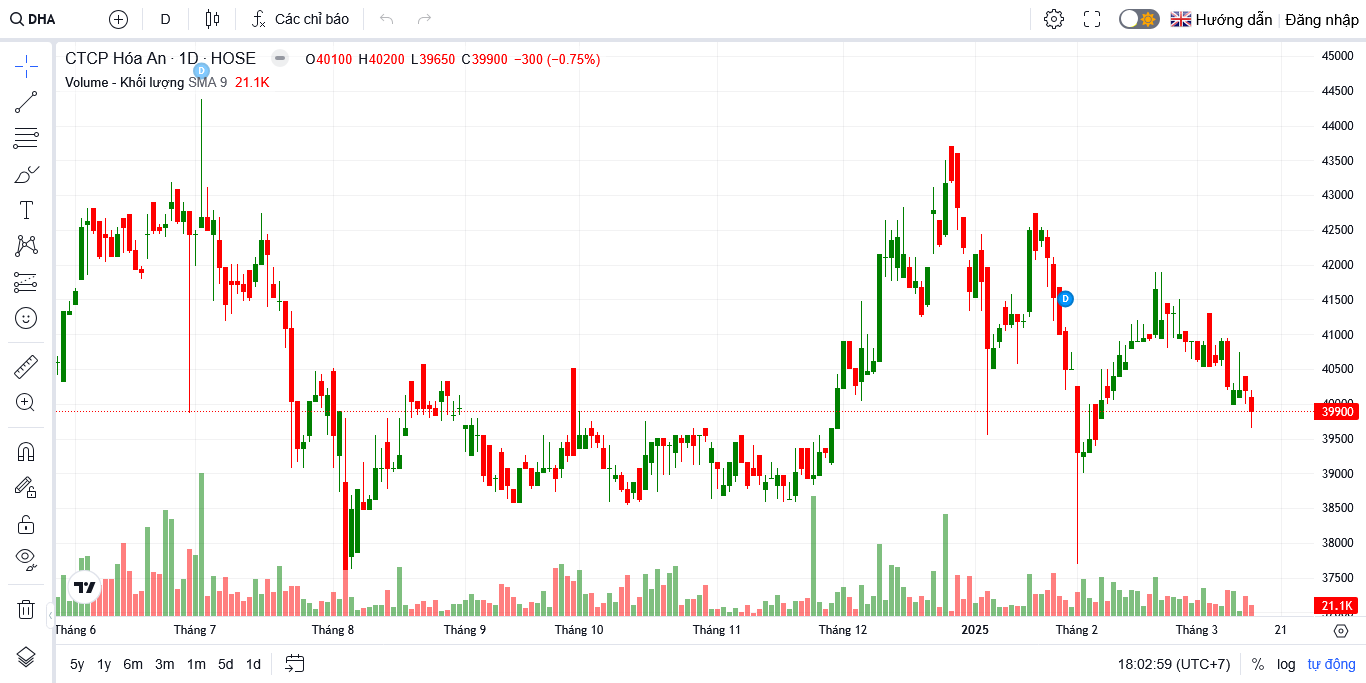 DHA
D
Các chỉ báo
Hướng dẫn
Đăng nhập
CTCP Hóa An · 1D · HOSE
O40100 H40200 L39650 C39900 −300 (−0.75%)
D
Volume - Khối lượng SMA 9 21.1K
45000
44500
44000
43500
43000
42500
42000
41500
D
41000
40500
40000
39900
39500
39000
38500
38000
37500
21.1K
Tháng 6
Tháng 7
Tháng 8
Tháng 9
Tháng 10
Tháng 11
Tháng 12
2025
Tháng 2
Tháng 3
21
5y 1y 6m 3m 1m 5d 1d
18:02:59 (UTC+7)
%
log
tự động